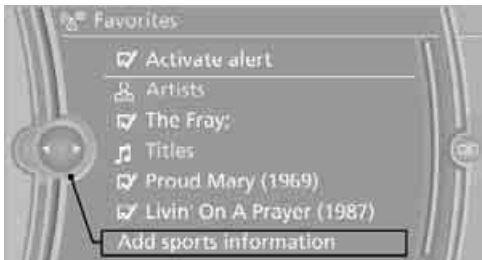 Favorites
Activate alert
Artists
The Fray;
Titles
Proud Mary (1969)
Livin' On A Prayer (1987)
Add sports information